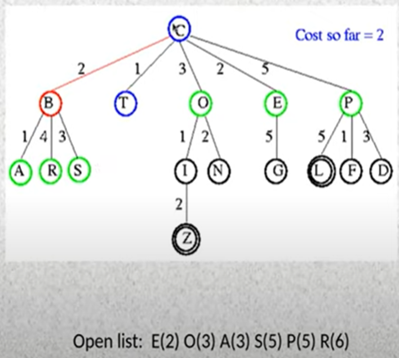 C
Cost so far = 2
2 1 3 2 5
B T O E P
1 4 3 1 2 5 5 1 3
A R S I N G L F D
2
Z
Open list: E(2) O(3) A(3) S(5) P(5) R(6)